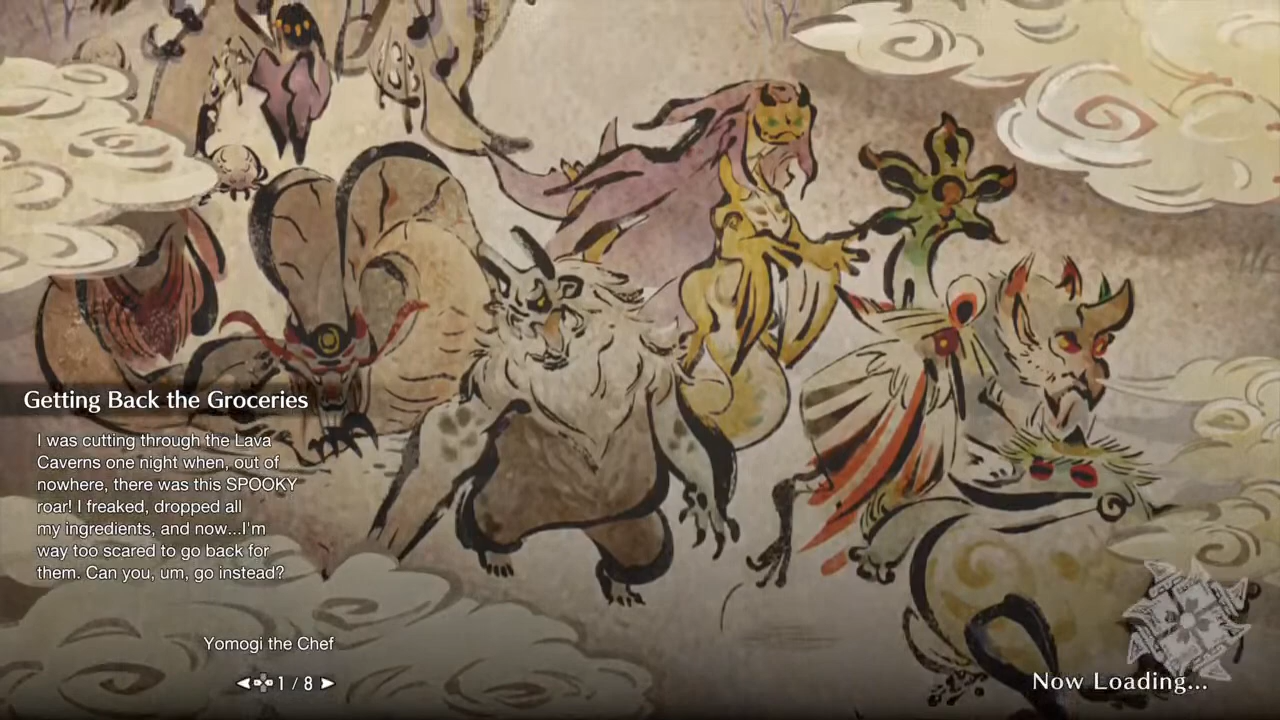 Getting Back the Groceries
I was cutting through the Lava
Caverns one night when, out of
nowhere, there was this SPOOKY
roar! I freaked, dropped all
my ingredients, and now...I'm
way too scared to go back for
them. Can you, um, go instead?
Yomogi the Chef
1 / 8
Now Loading...